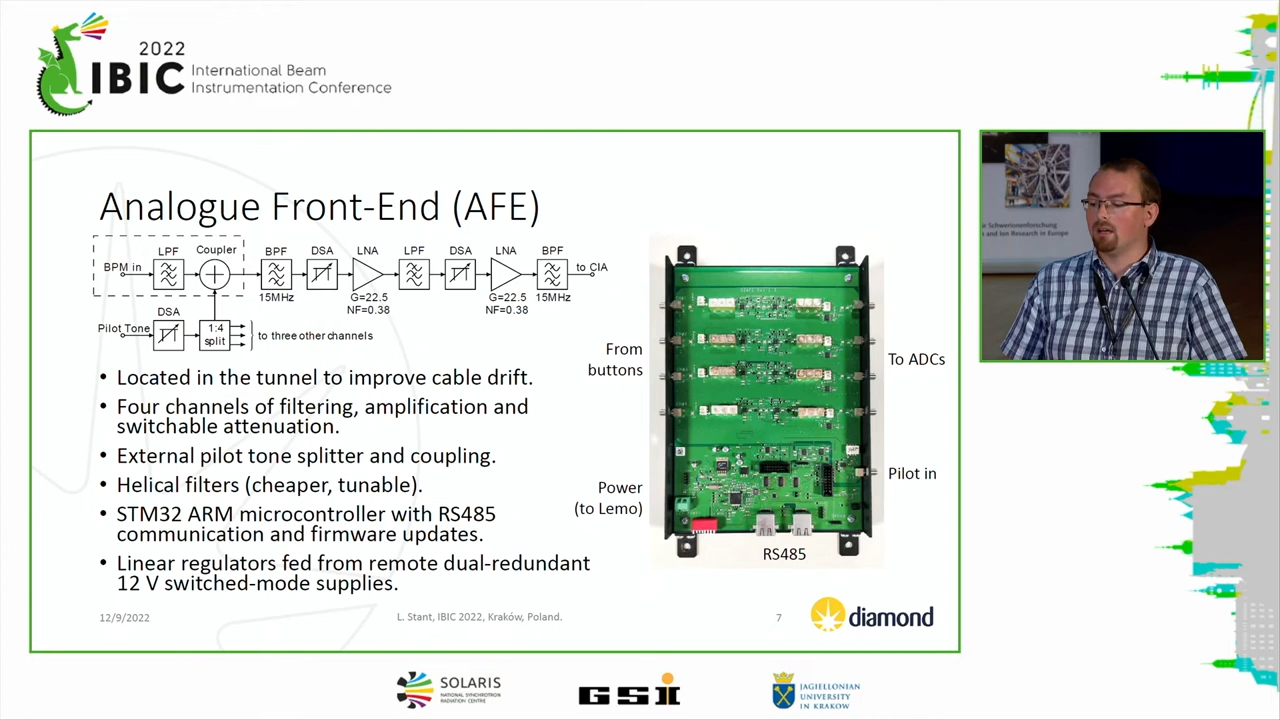 2022
IBIC
International Beam
Instrumentation Conference
Analogue Front-End (AFE)
LPF
Coupler
BPF
DSA
LNA
LPF
DSA
LNA
BPF
BPM in
to CIA
15MHz
G=22.5
NF=0.38
G=22.5
NF=0.38
15MHz
DSA
Pilot Tone
1:4
split
to three other channels
• Located in the tunnel to improve cable drift.
• Four channels of filtering, amplification and
switchable attenuation.
• External pilot tone splitter and coupling.
• Helical filters (cheaper, tunable).
• STM32 ARM microcontroller with RS485
communication and firmware updates.
• Linear regulators fed from remote dual-redundant
12 V switched-mode supplies.
From
buttons
To ADCs
Power
(to Lemo)
Pilot in
RS485
12/9/2022
L. Stant, IBIC 2022, Kraków, Poland.
7
diamond
SOLARIS
NATIONAL SYNCHROTRON
RADIATION CENTRE
GSI
JAGIELLONIAN
UNIVERSITY
IN KRAKÓW